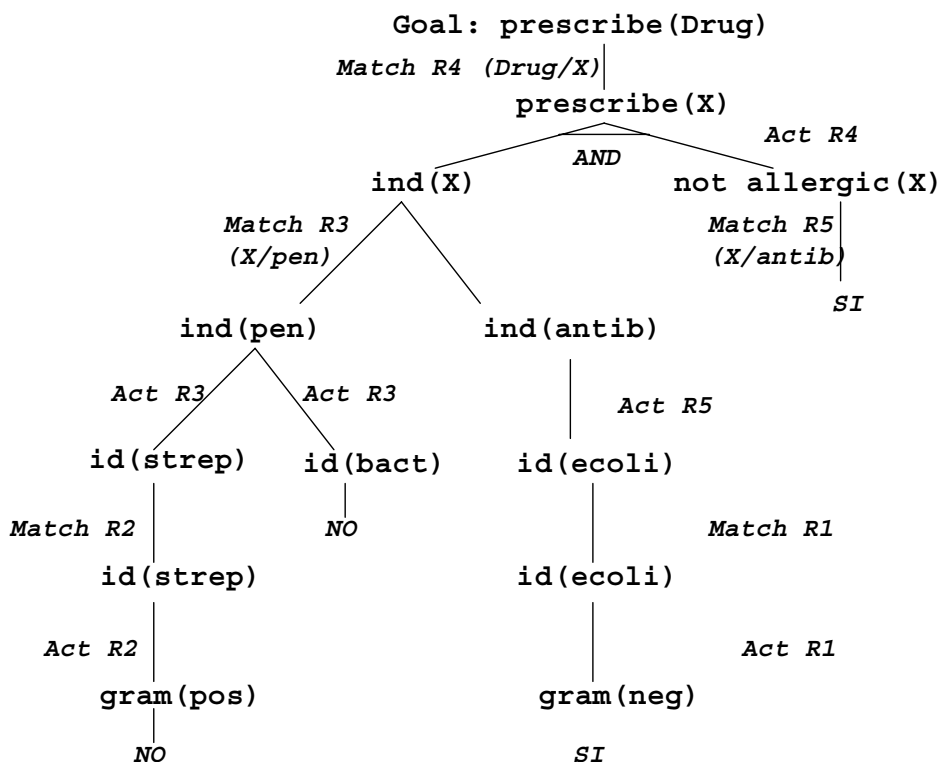 Goal: prescribe(Drug)
Match R4 (Drug/X)
prescribe(X)
Act R4
AND
ind(X)
not allergic(X)
Match R3
(X/pen)
Match R5
(X/antib)
SI
ind(pen)
ind(antib)
Act R3
Act R3
Act R5
id(strep)
id(bact)
id(ecoli)
Match R2
NO
Match R1
id(strep)
id(ecoli)
Act R2
Act R1
gram(pos)
gram(neg)
NO
SI